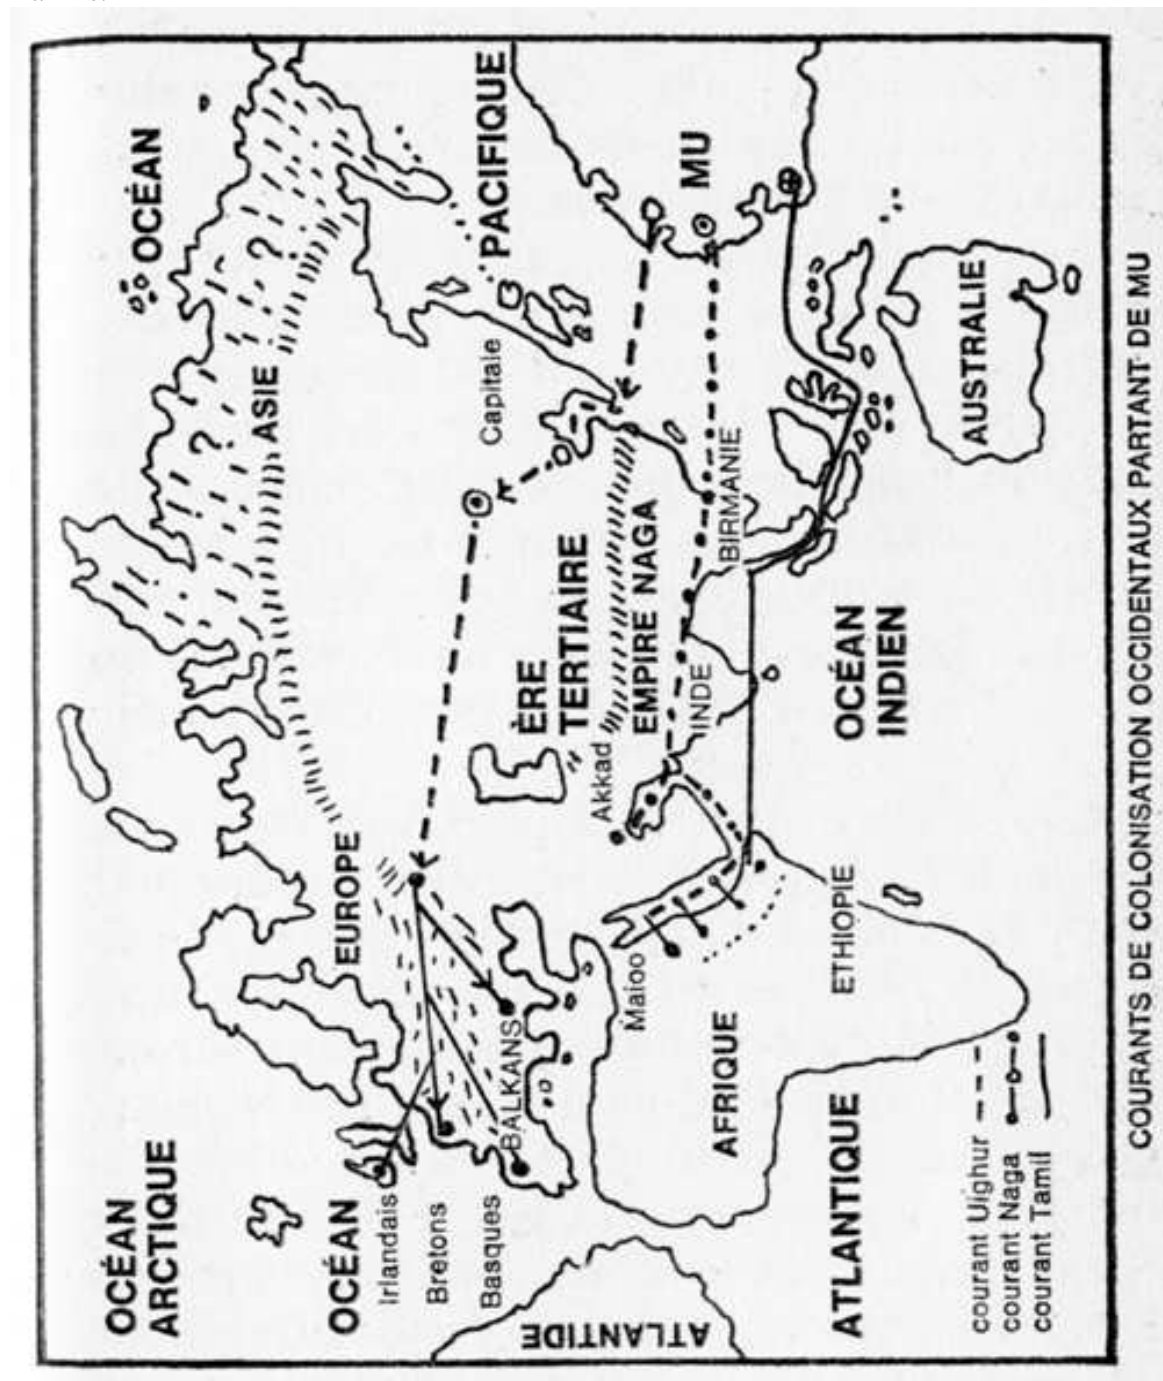 OCÉAN
ARCTIQUE
OCÉAN
OCÉAN
PACIFIQUE
MU
ASIE
EUROPE
Capitale
ÈRE
TERTIAIRE
EMPIRE NAGA
BIRMANIE
INDE
Akkad
Irlandais
Bretons
Basques
BALKANS
ATLANTIDE
Maioo
AFRIQUE
ETHIOPIE
ATLANTIQUE
OCÉAN
INDIEN
AUSTRALIE
courant Uighur
courant Naga
courant Tamil
COURANTS DE COLONISATION OCCIDENTAUX PARTANT DE MU